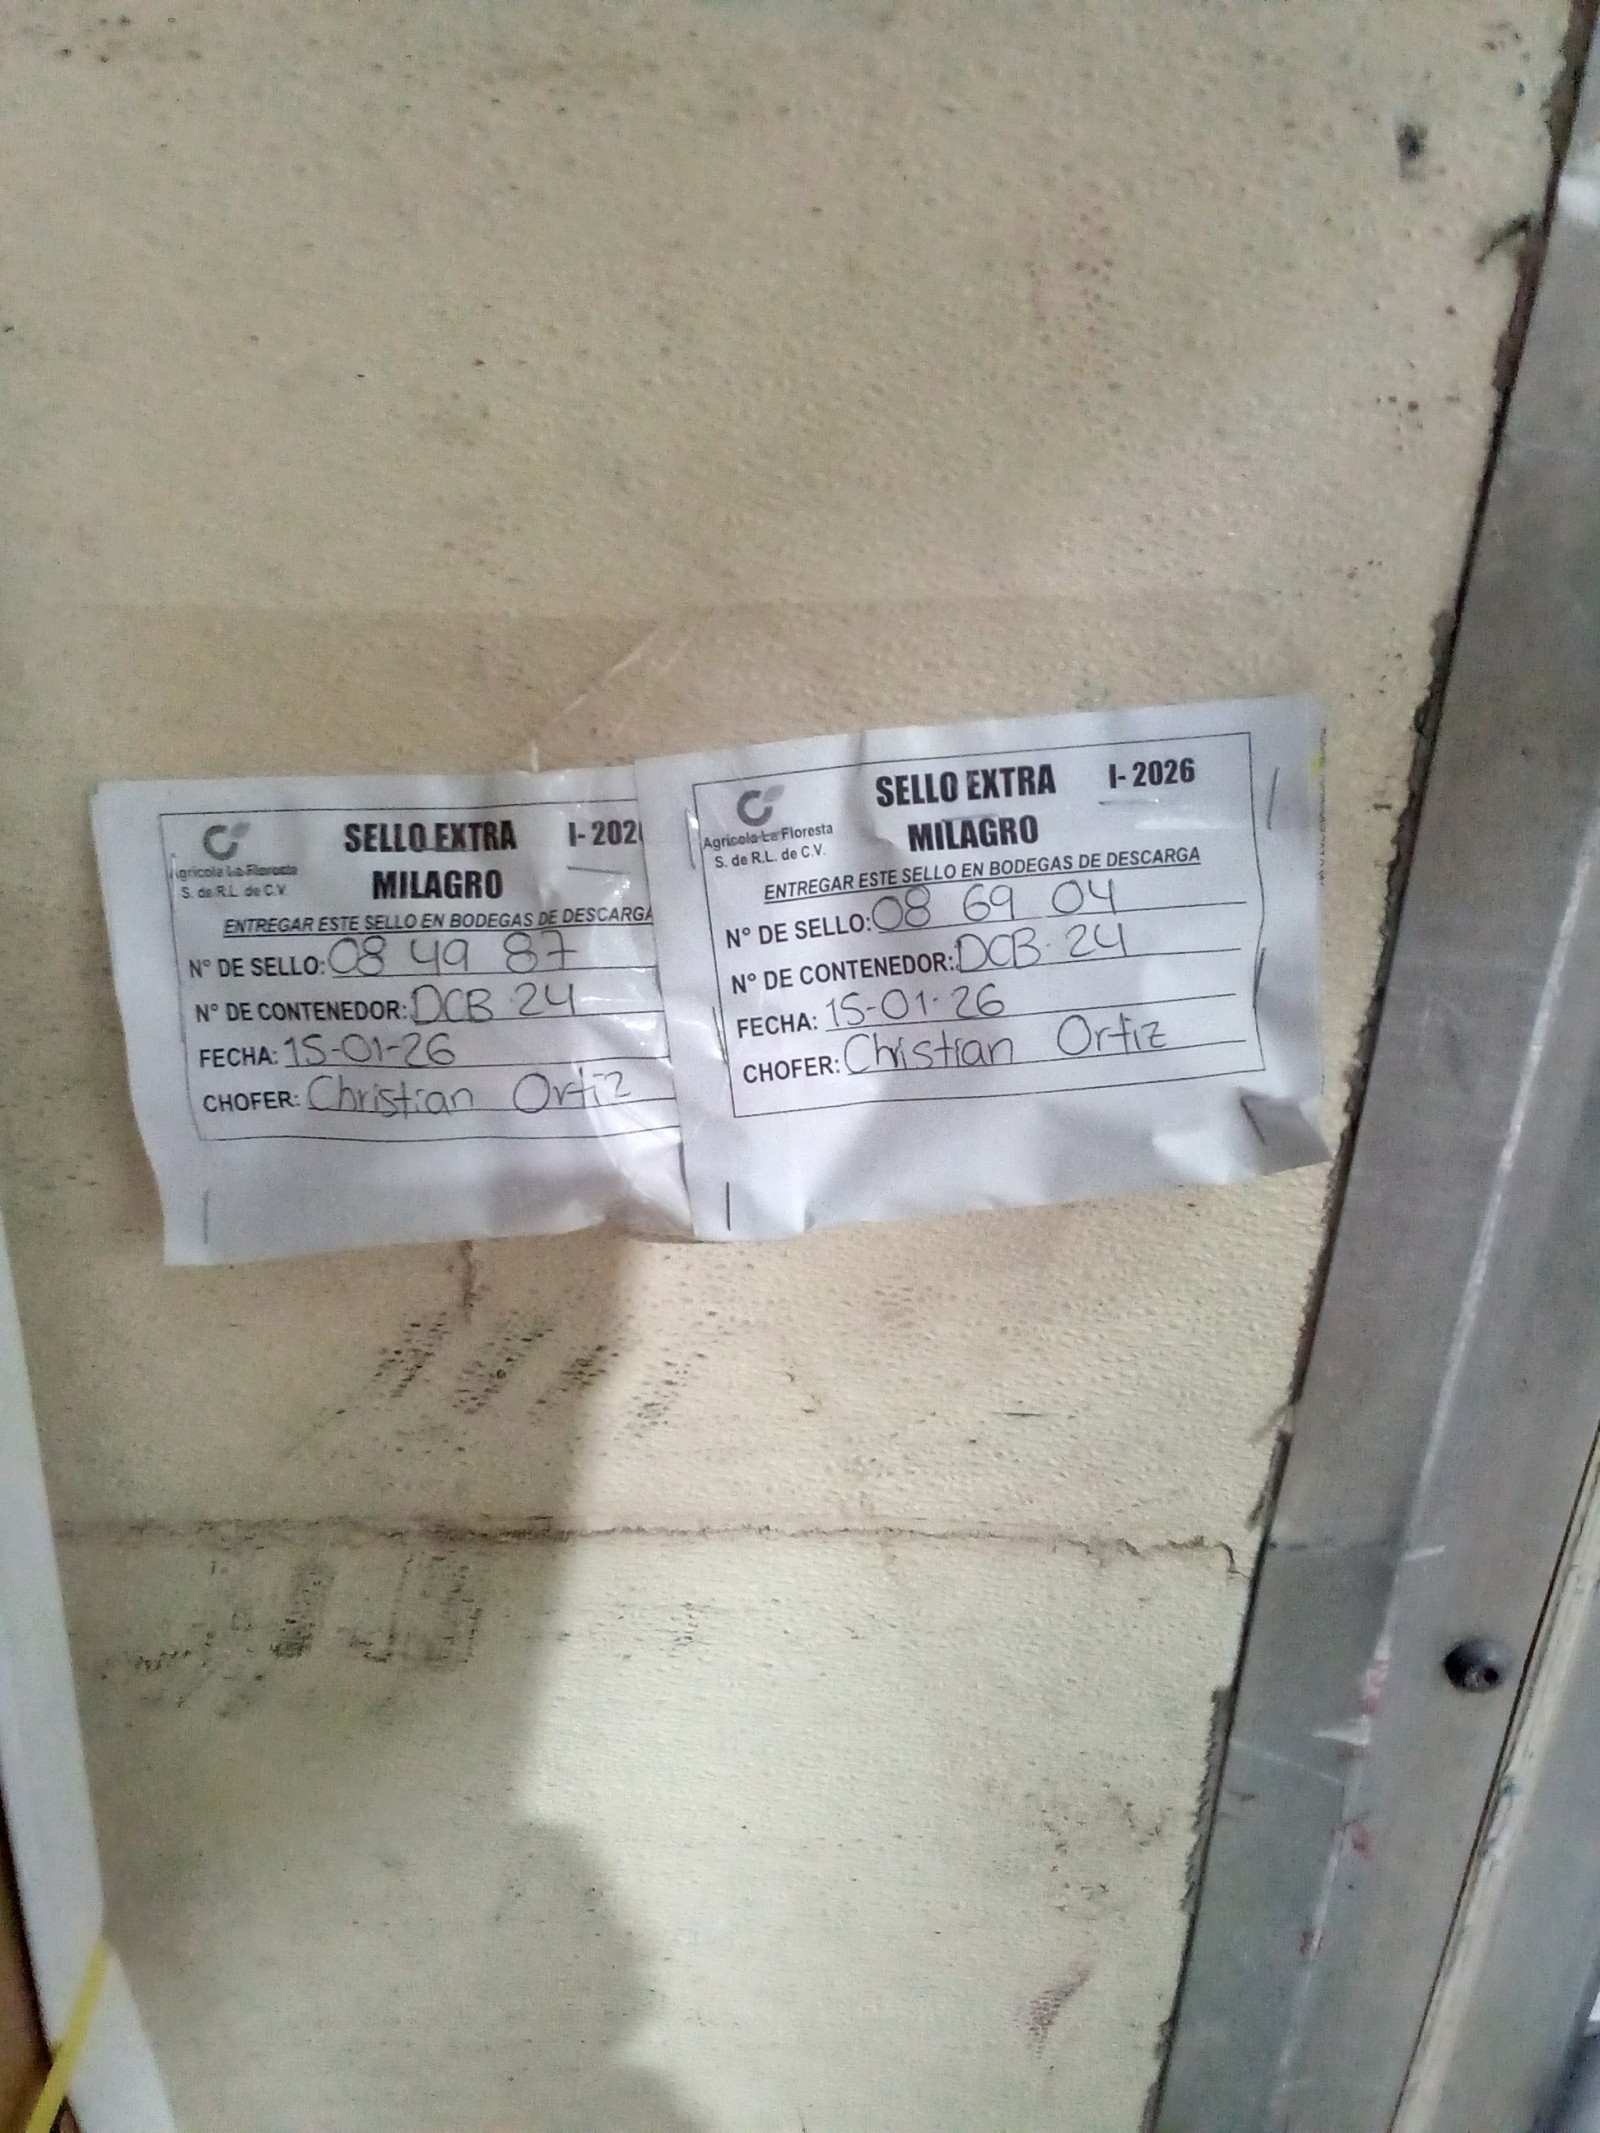 Agricola La Floresta
S. de R.L. de C.V.
SELLO EXTRA I- 202
MILAGRO
ENTREGAR ESTE SELLO EN BODEGAS DE DESCARGA
N° DE SELLO: 08 49 87
N° DE CONTENEDOR: DCB 24
FECHA: 15-01-26
CHOFER: Christian Ortiz
Agricola La Floresta
S. de R.L. de C.V.
SELLO EXTRA I- 2026
MILAGRO
ENTREGAR ESTE SELLO EN BODEGAS DE DESCARGA
N° DE SELLO: 08 69 04
N° DE CONTENEDOR: DCB. 24
FECHA: 15-01-26
CHOFER: Christian Ortiz